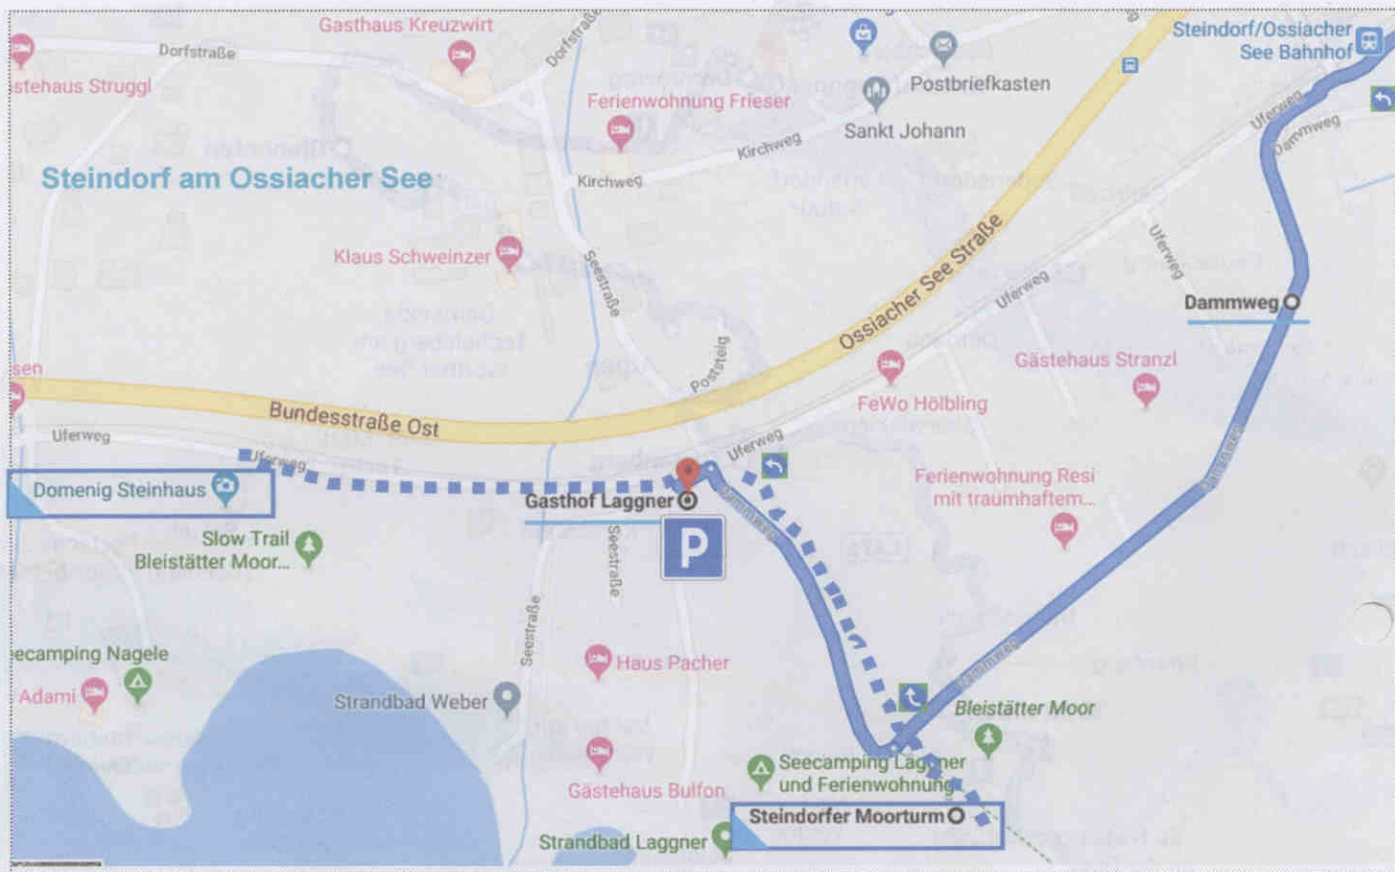 Gasthaus Kreuzwirt
Dorfstraße
Dorfstraße
stehaus Struggl
Steindorf/Ossiacher
See Bahnhof
Postbriefkasten
Ferienwohnung Frieser
Sankt Johann
Uferweg
Dammweg
Kirchweg
Kirchweg
Steindorf am Ossiacher See
Klaus Schweinzer
Seestraße
Uferweg
Uferweg
Ossiacher See Straße
Dammweg
Poststeig
Gästehaus Stranzl
sen
FeWo Hölbling
Bundesstraße Ost
Uferweg
Uferweg
Uferweg
Domenig Steinhaus
Gasthof Laggner
Dammweg
Ferienwohnung Resi
mit traumhaftem...
P
Slow Trail
Bleistätter Moor...
Seestraße
Seestraße
ecamping Nagele
Adami
Haus Pacher
Dammweg
Strandbad Weber
Bleistätter Moor
Gästehaus Bulfon
Seecamping Laggner
und Ferienwohnung
Steindorfer Moorturm
Strandbad Laggner